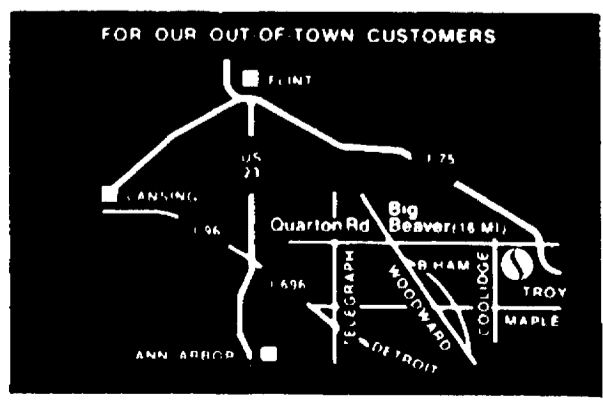 FOR OUR OUT-OF-TOWN CUSTOMERS
FLINT
US
23
I-75
LANSING
I-96
Big
Quarton Rd
Beaver (16 MI)
B-HAM
I-696
TELEGRAPH
WOODWARD
COOLIDGE
TROY
MAPLE
ANN ARBOR
DETROIT